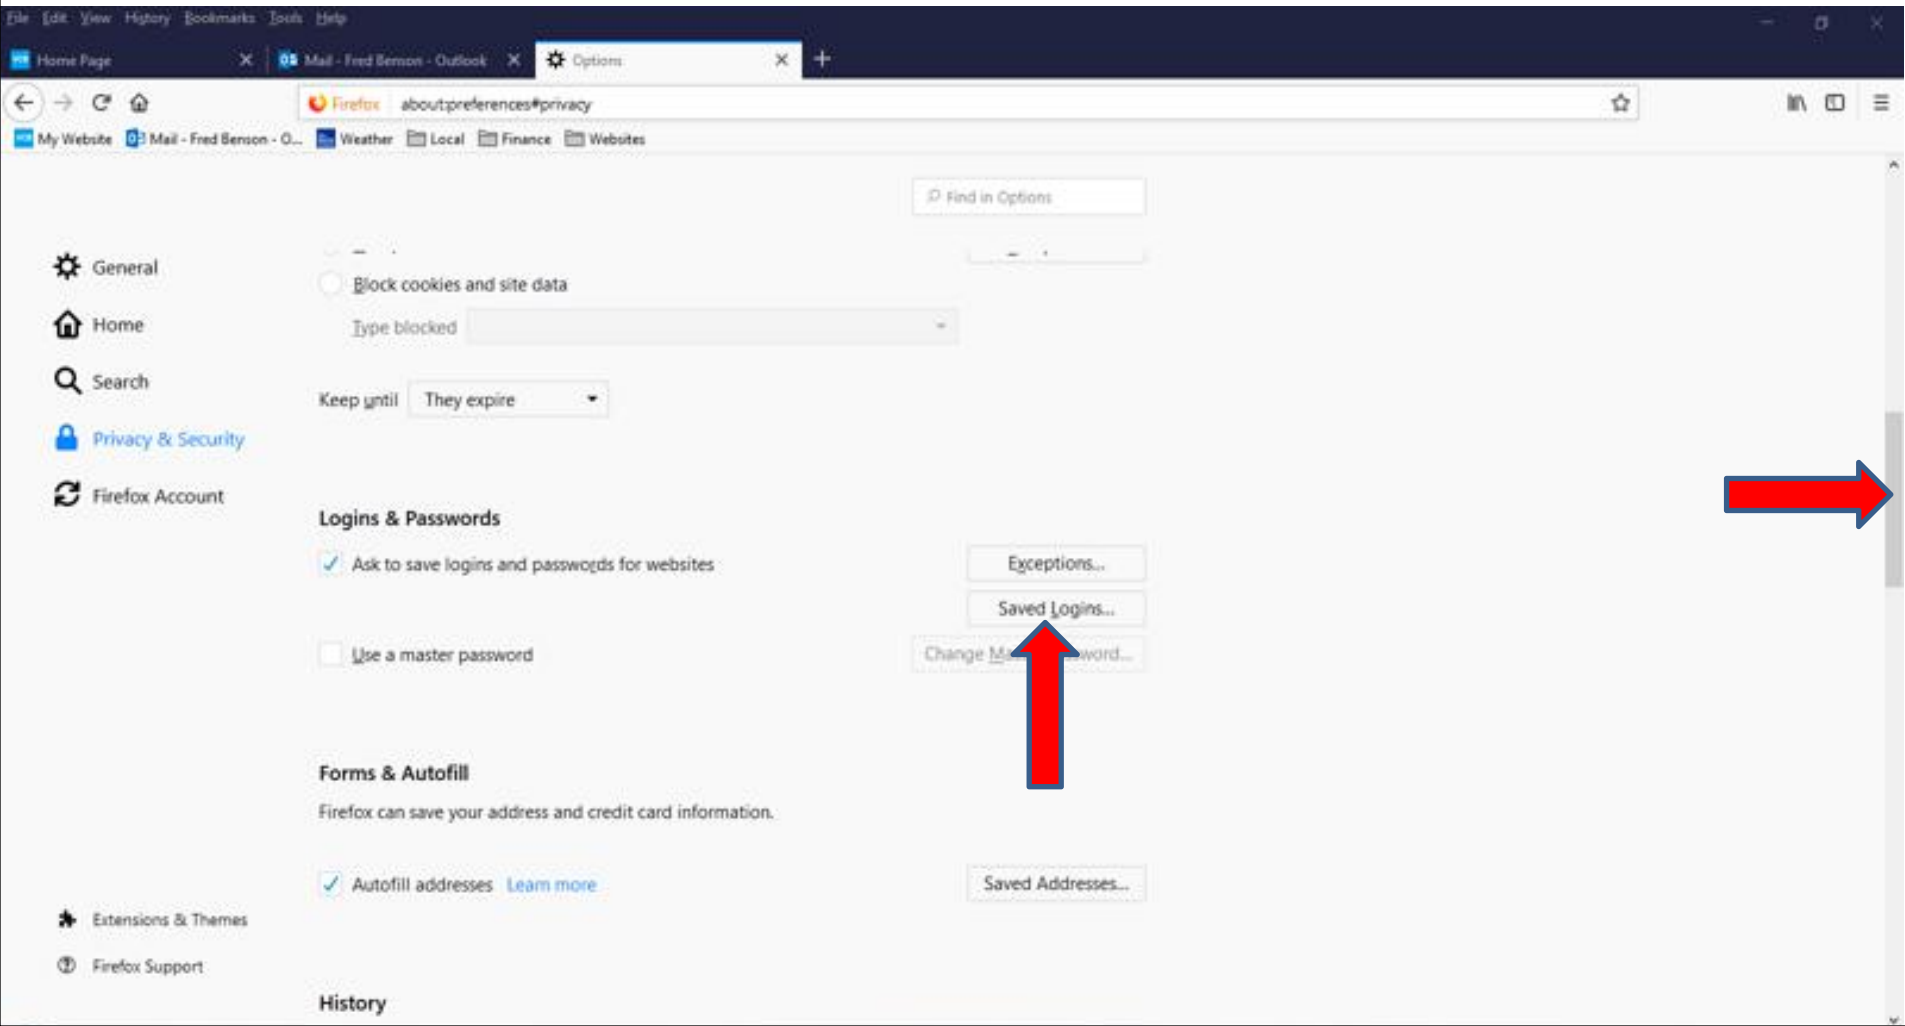 File Edit View History Bookmarks Tools Help
Home Page
Mail - Fred Benson - Outlook
Options
Firefox about:preferences#privacy
My Website Mail - Fred Benson - O... Weather Local Finance Websites
Find in Options
General
Block cookies and site data
Home
Type blocked
Search
Keep until They expire
Privacy & Security
Firefox Account
Logins & Passwords
Ask to save logins and passwords for websites Exceptions...
Saved Logins...
Use a master password Change
Forms & Autofill
Firefox can save your address and credit card information.
Autofill addresses Learn more Saved Addresses...
Extensions & Themes
Firefox Support
History